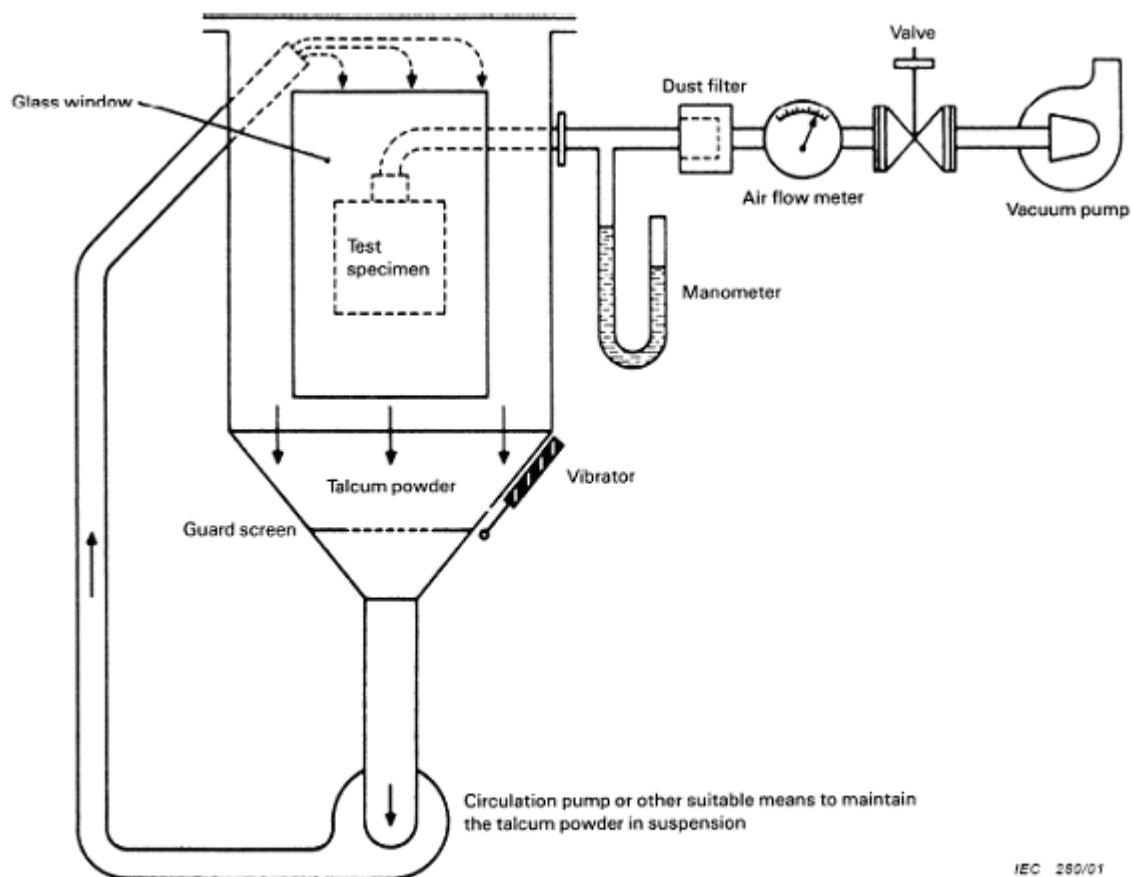 Valve
Dust filter
Glass window
Air flow meter
Vacuum pump
Test
specimen
Manometer
Talcum powder
Vibrator
Guard screen
Circulation pump or other suitable means to maintain
the talcum powder in suspension
IEC 280/01